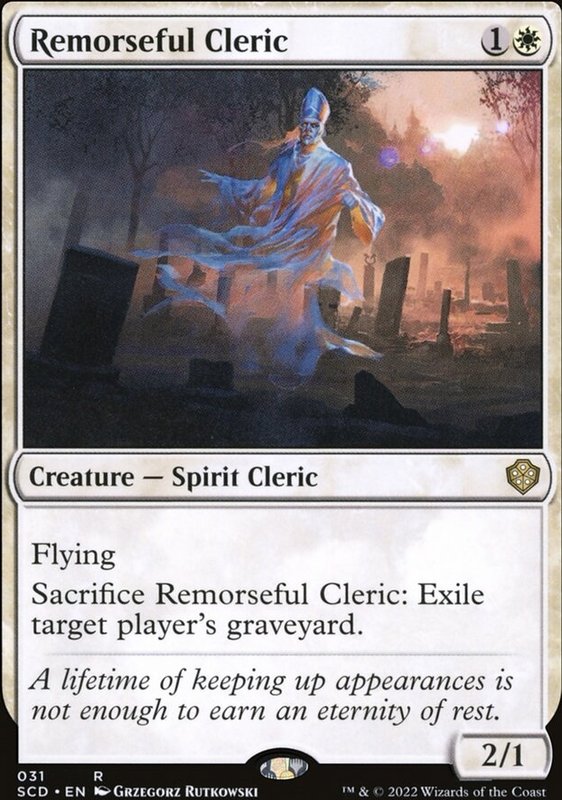 Remorseful Cleric 1
Creature — Spirit Cleric
Flying
Sacrifice Remorseful Cleric: Exile
target player's graveyard.
A lifetime of keeping up appearances is
not enough to earn an eternity of rest.
2/1
031 R
SCD • EN Grzegorz Rutkowski
™ & © 2022 Wizards of the Coast